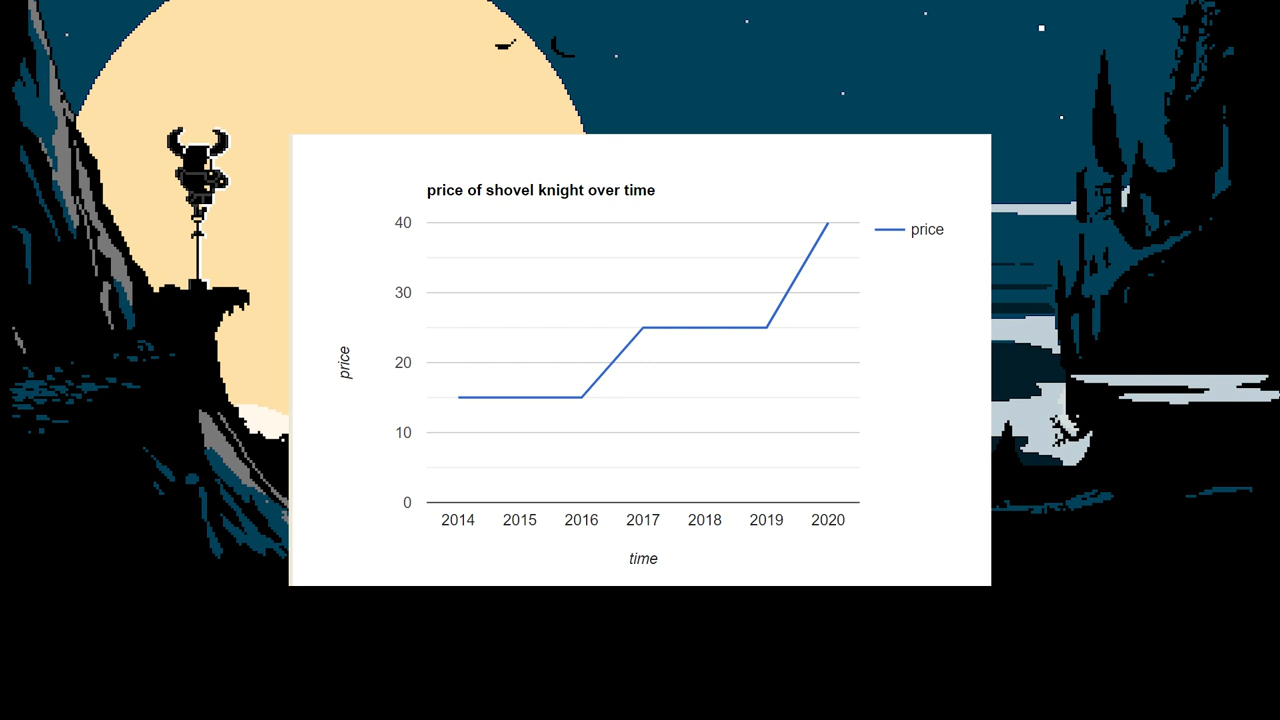 price of shovel knight over time
40
price
30
20
10
0
price
2014 2015 2016 2017 2018 2019 2020
time